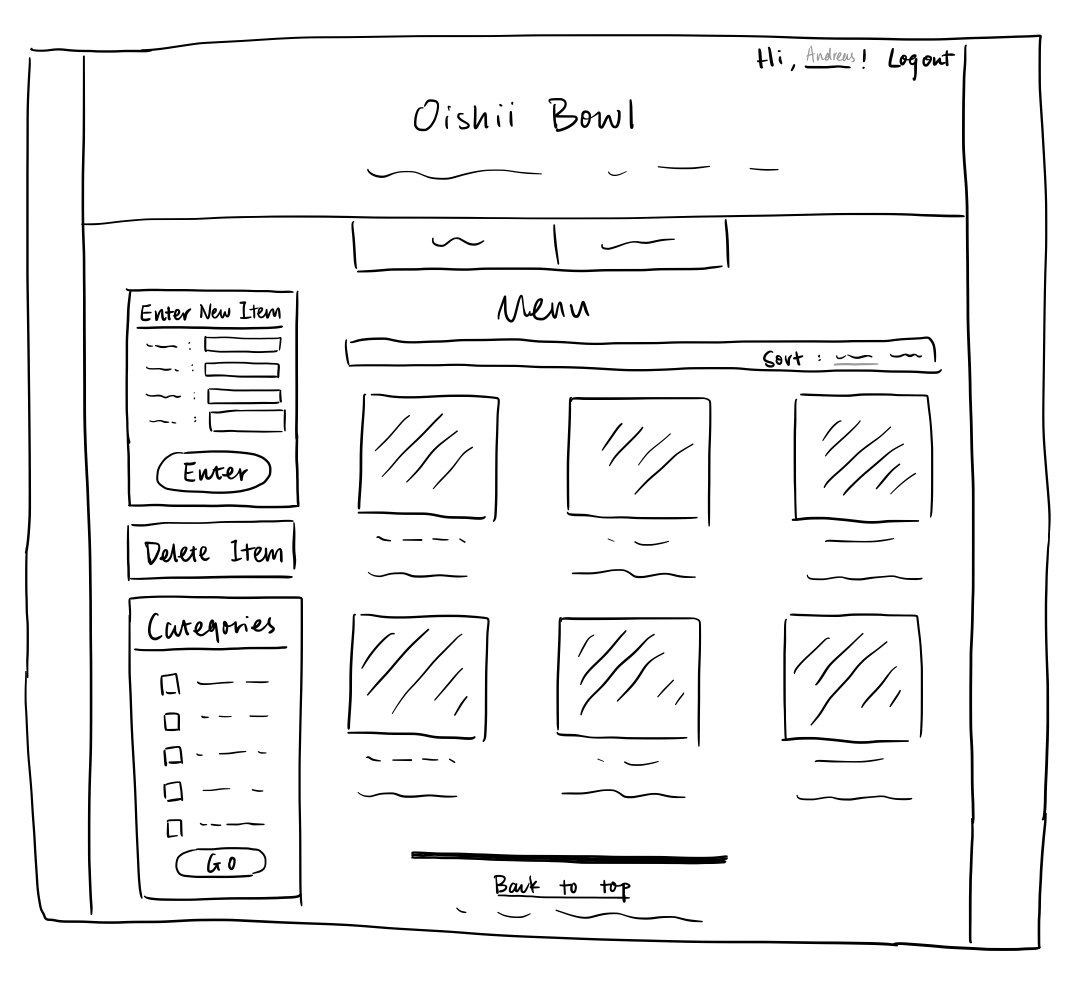 Hi, Andreas! Logout
Oishii Bowl
Menu
Sort :
Enter New Item
Enter
Delete Item
Categories
GO
Back to top